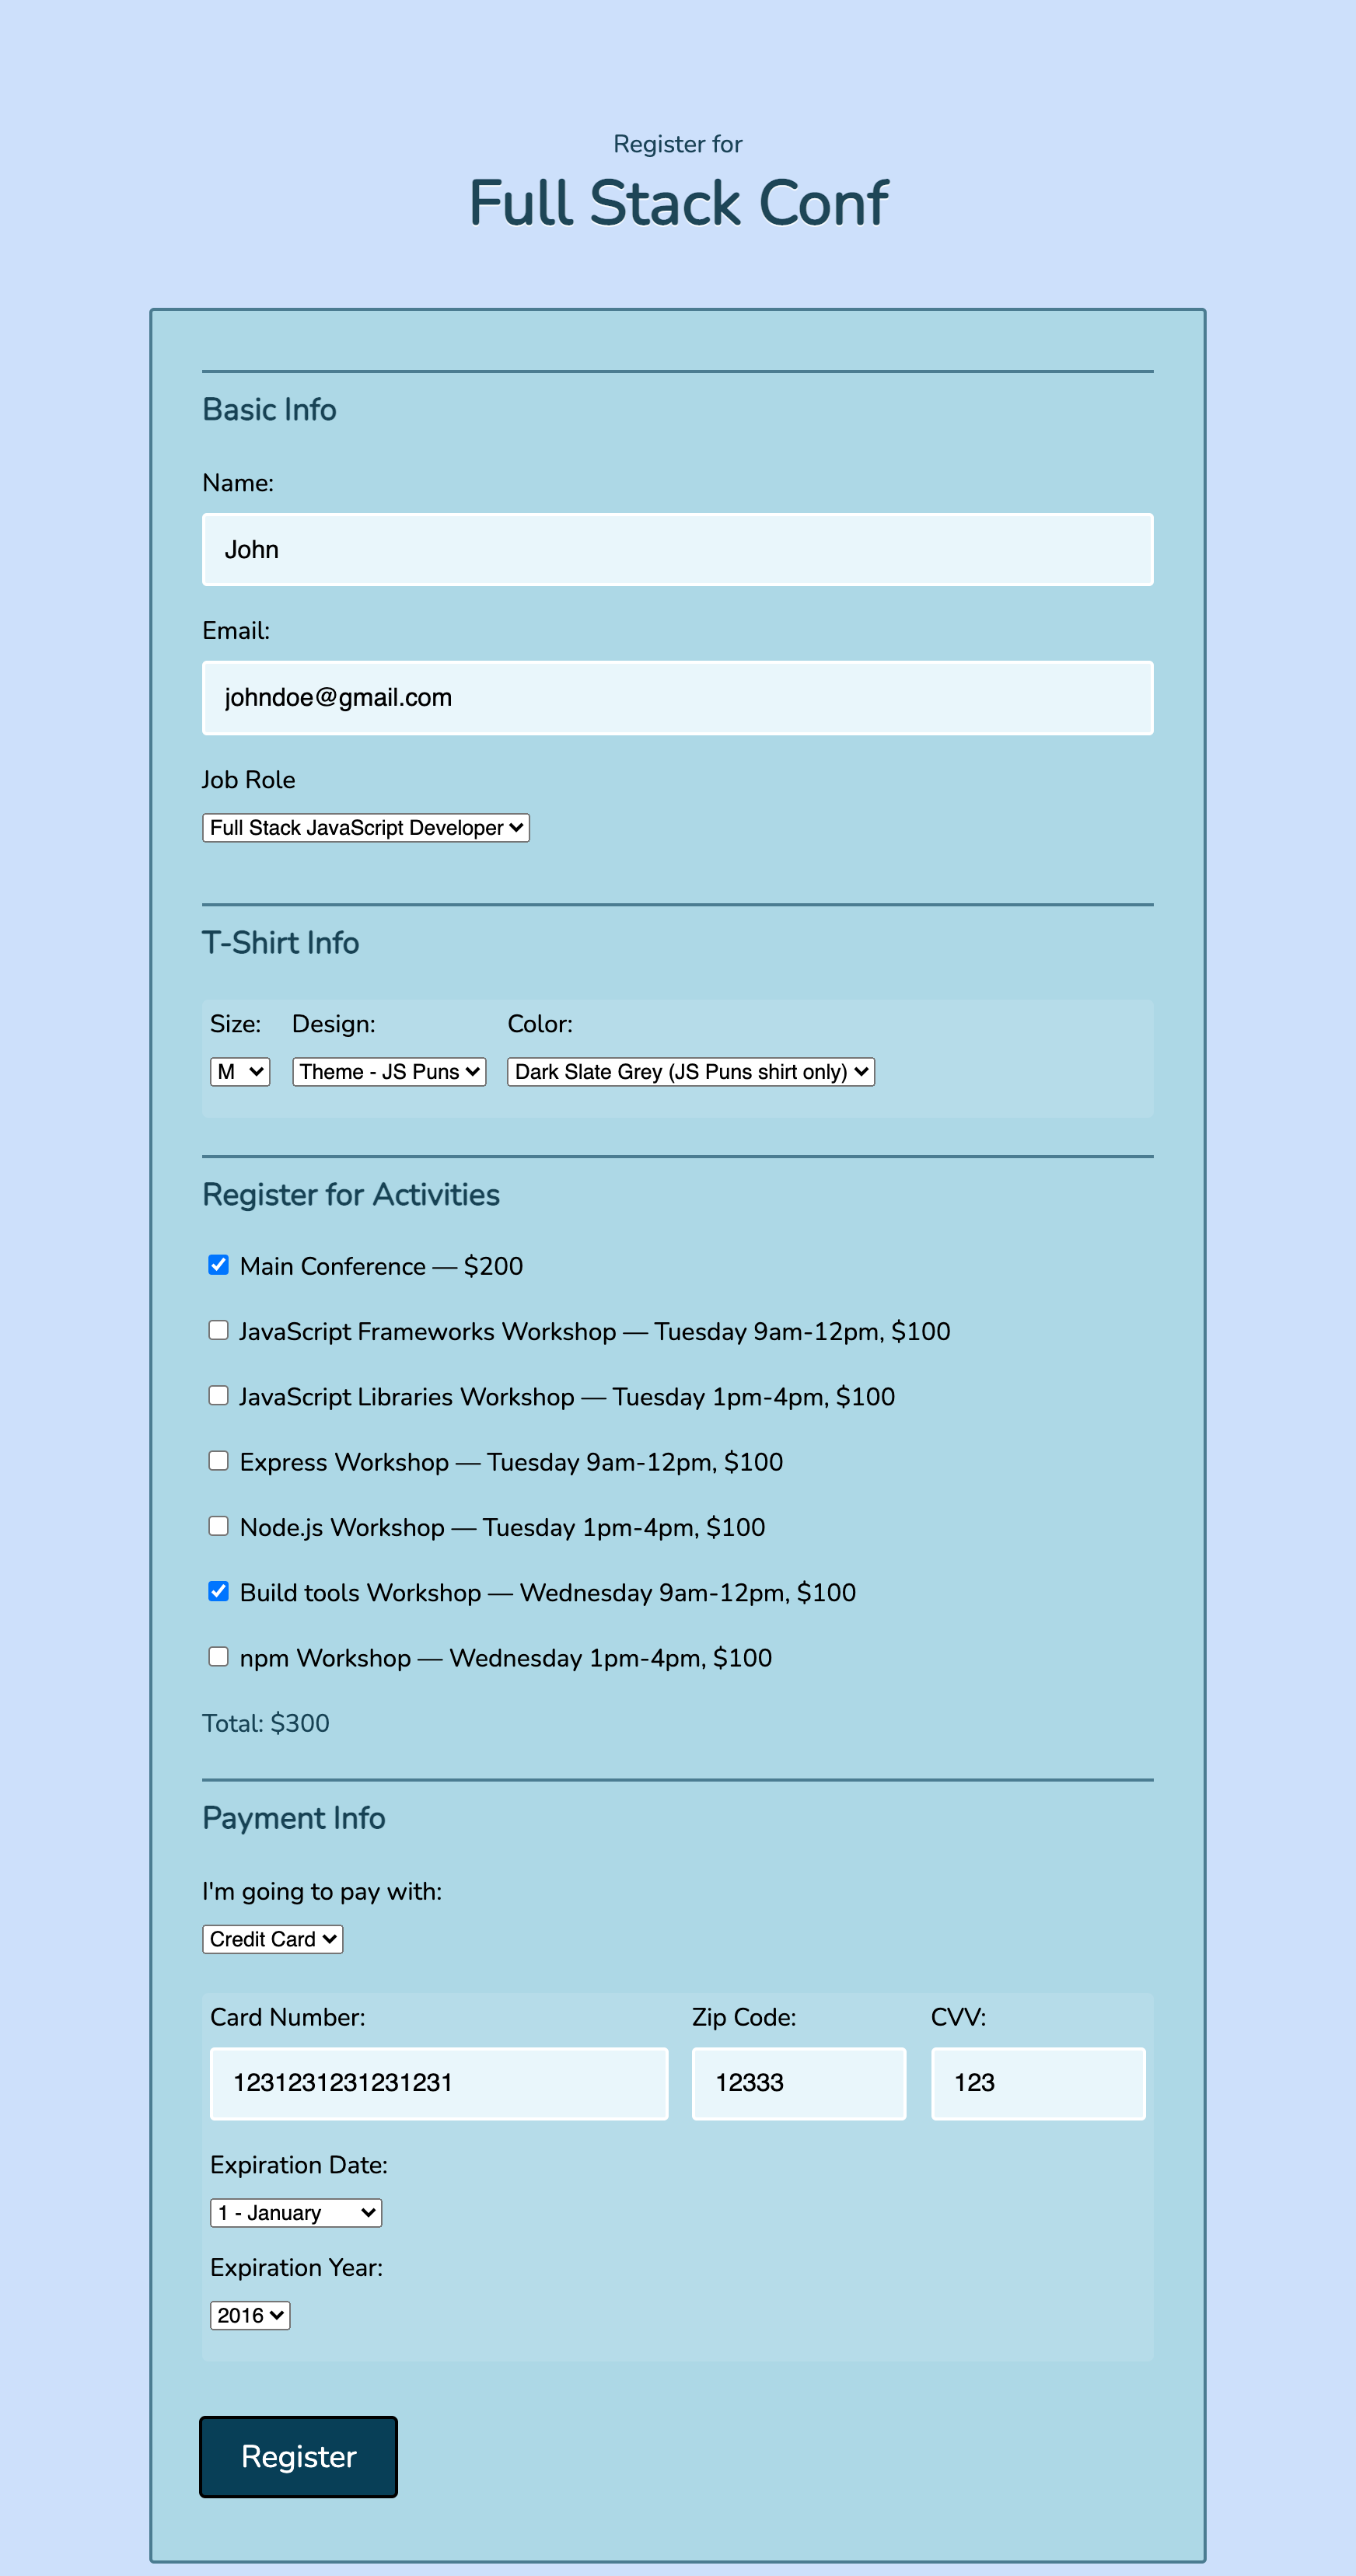 Register for
Full Stack Conf
Basic Info
Name:
John
Email:
johndoe@gmail.com
Job Role
Full Stack JavaScript Developer
T-Shirt Info
Size: Design: Color:
M Theme - JS Puns Dark Slate Grey (JS Puns shirt only)
Register for Activities
Main Conference — $200
JavaScript Frameworks Workshop — Tuesday 9am-12pm, $100
JavaScript Libraries Workshop — Tuesday 1pm-4pm, $100
Express Workshop — Tuesday 9am-12pm, $100
Node.js Workshop — Tuesday 1pm-4pm, $100
Build tools Workshop — Wednesday 9am-12pm, $100
npm Workshop — Wednesday 1pm-4pm, $100
Total: $300
Payment Info
I'm going to pay with:
Credit Card
Card Number: Zip Code: CVV:
1231231231231231 12333 123
Expiration Date:
1 - January
Expiration Year:
2016
Register